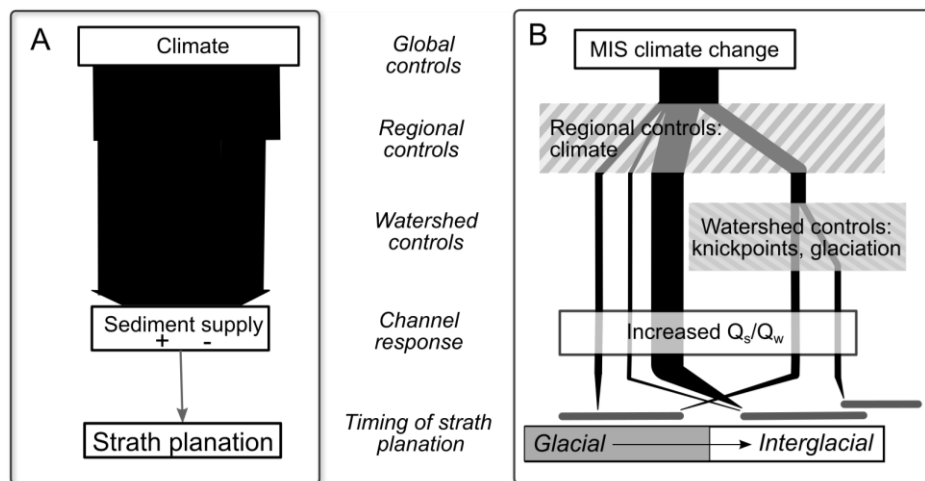 A
Climate
Sediment supply
+ -
Strath planation
Global
controls
Regional
controls
Watershed
controls
Channel
response
Timing of strath
planation
B
MIS climate change
Regional controls:
climate
Watershed controls:
knickpoints, glaciation
Increased Qs/Qw
Glacial
Interglacial